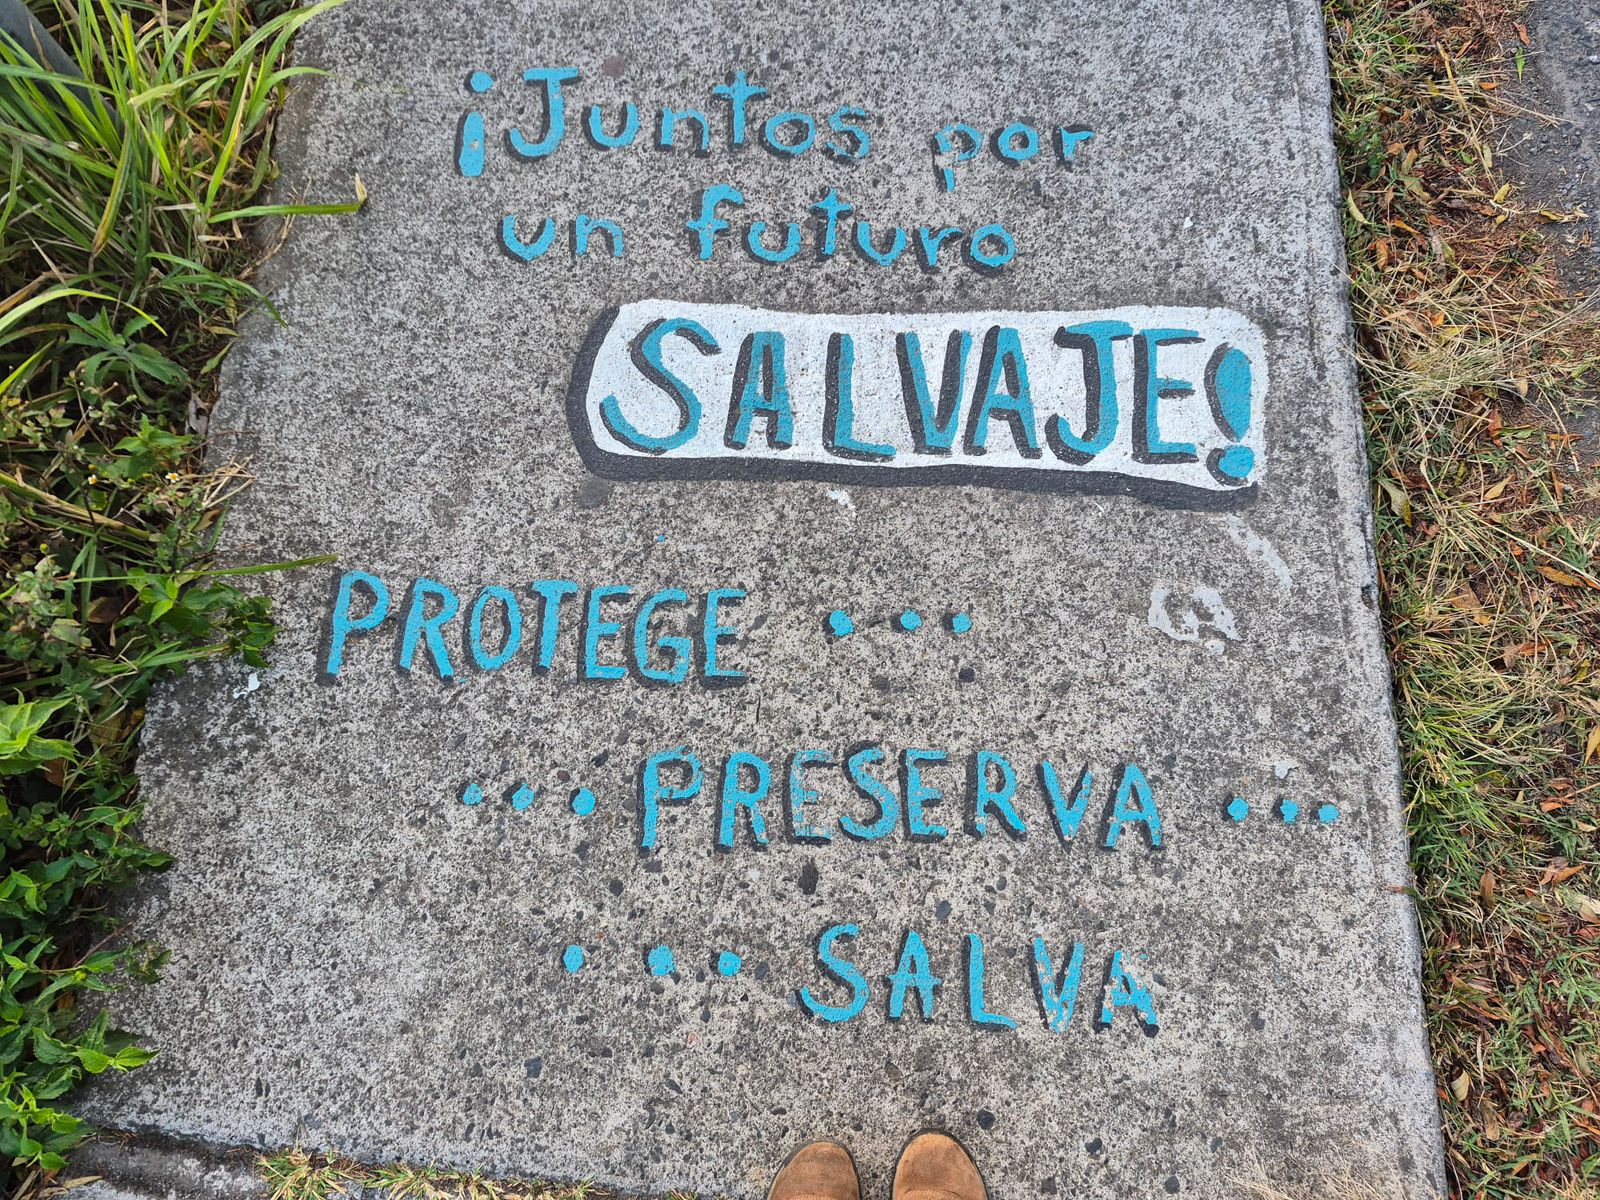 ¡Juntos por
un futuro
SALVAJE!
PROTEGE ...
... PRESERVA ...
... SALVA